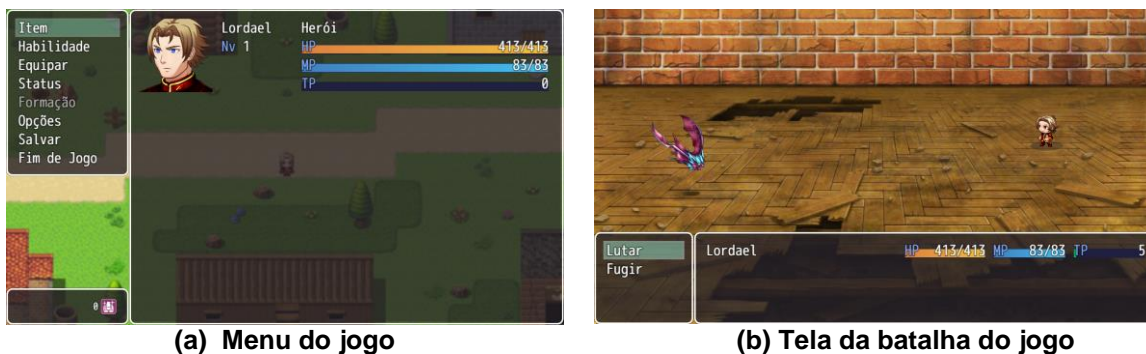 Item
Habilidade
Equipar
Status
Formação
Opções
Salvar
Fim de Jogo
Lordael Herói
Nv 1
HP 413/413
MP 83/83
TP 0
0
(a) Menu do jogo
Lutar
Fugir
Lordael HP 413/413 MP 83/83 TP 5
(b) Tela da batalha do jogo